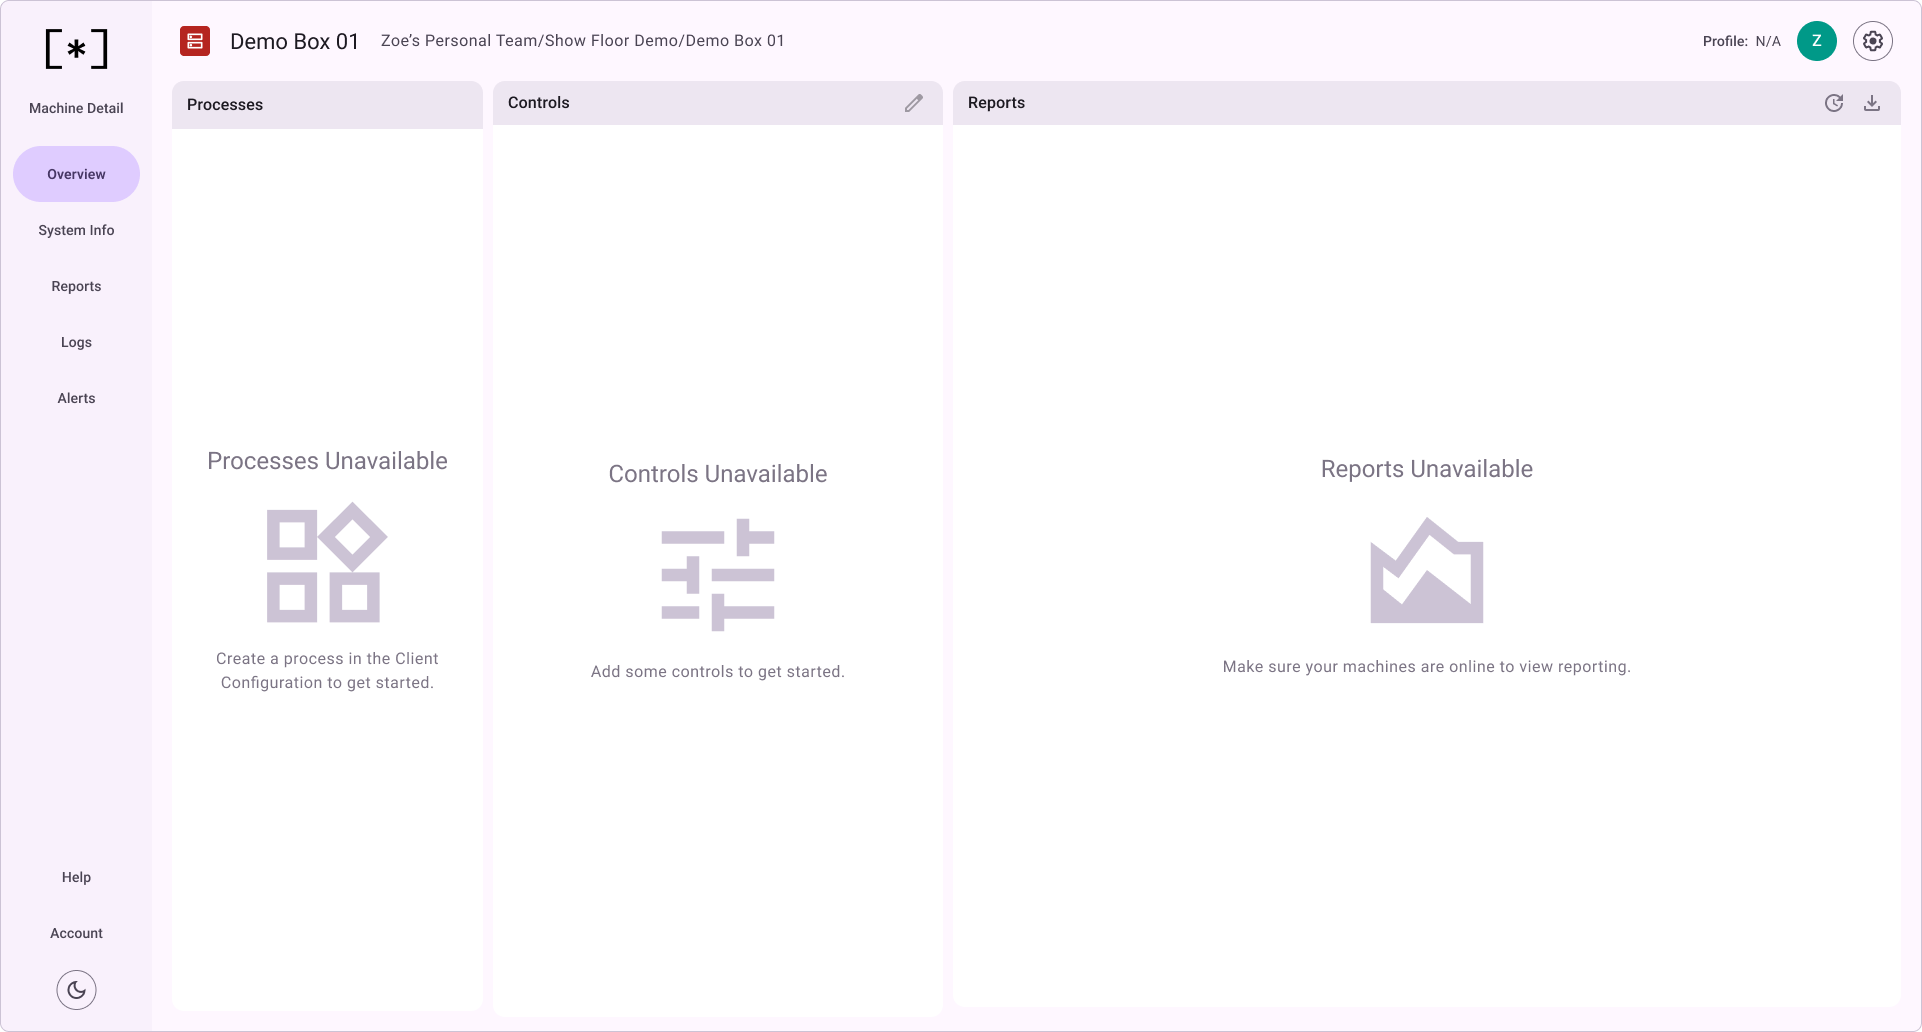 [*]
Demo Box 01
Zoe’s Personal Team/Show Floor Demo/Demo Box 01
Profile: N/A
Z
Machine Detail
Overview
System Info
Reports
Logs
Alerts
Help
Account
Processes
Processes Unavailable
Create a process in the Client
Configuration to get started.
Controls
Controls Unavailable
Add some controls to get started.
Reports
Reports Unavailable
Make sure your machines are online to view reporting.